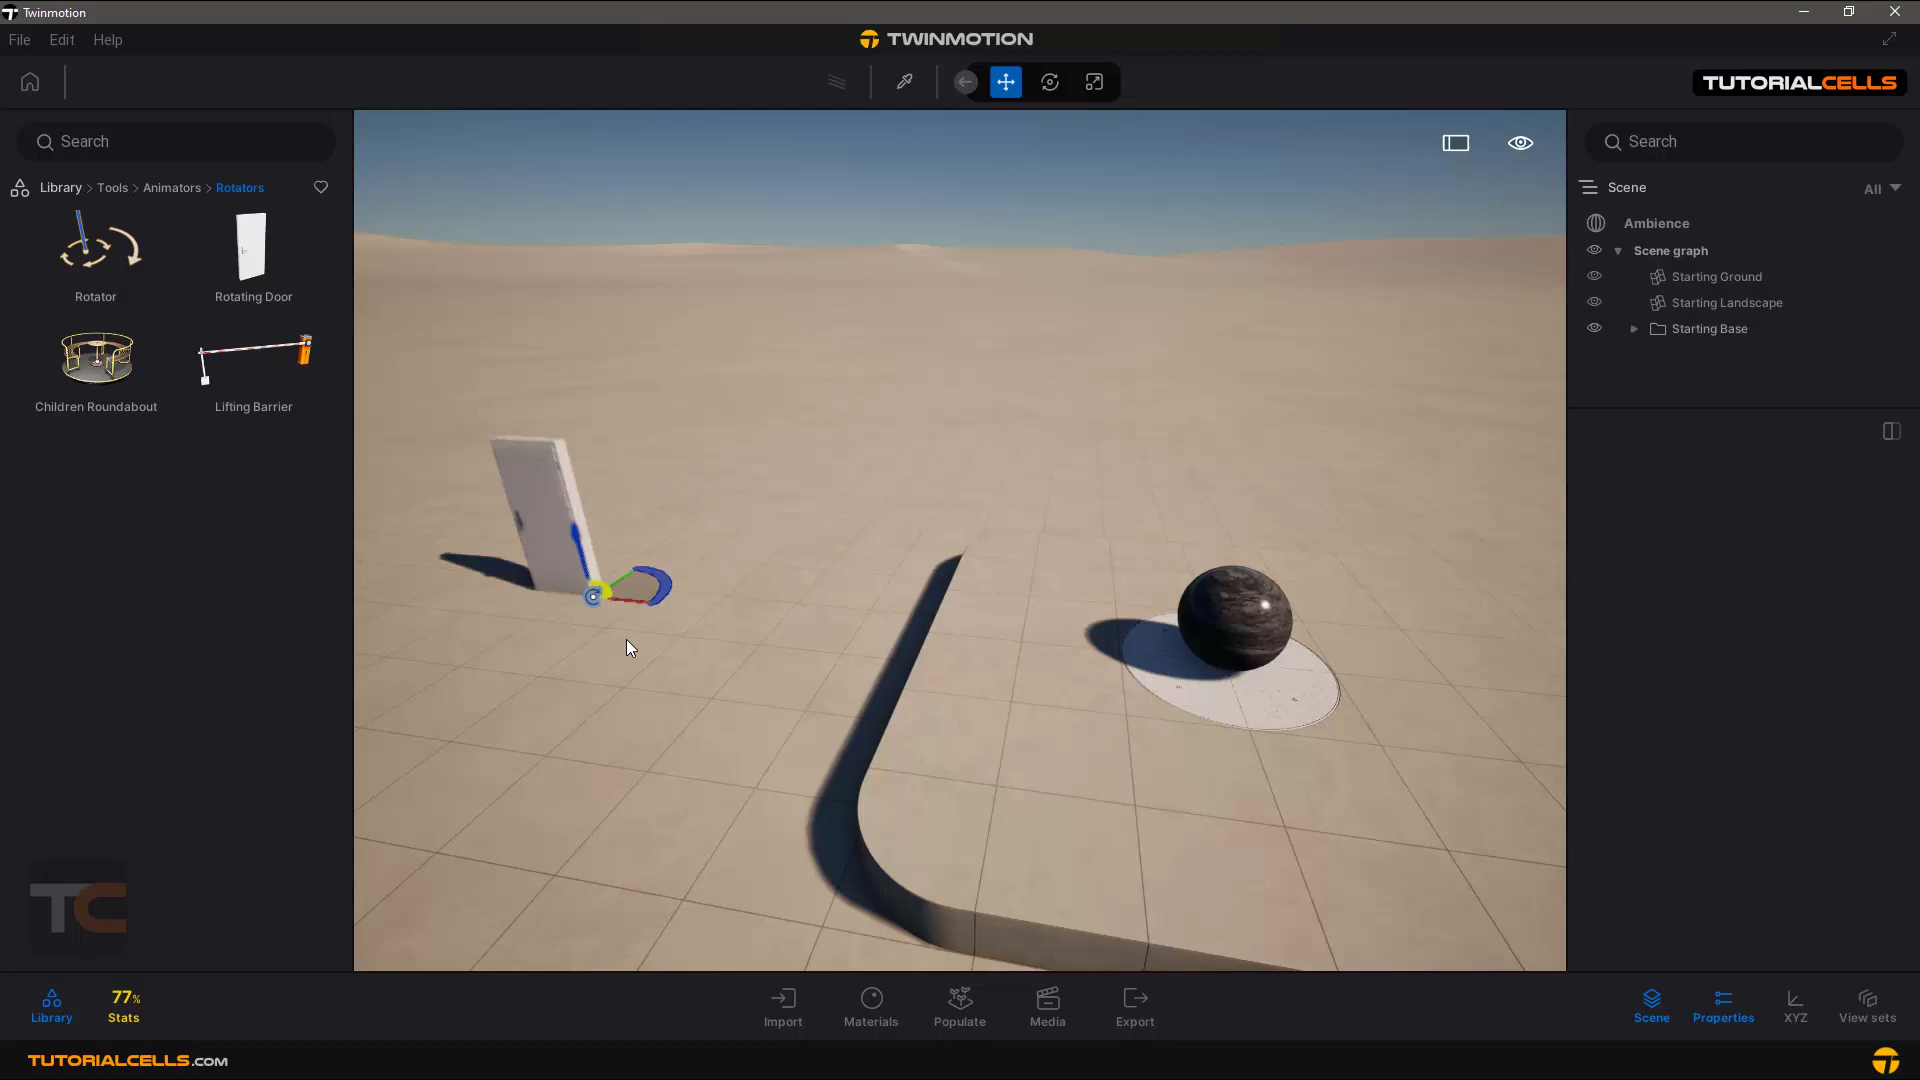 Twinmotion
File Edit Help
TWINMOTION
TUTORIALCELLS
Search
Library > Tools > Animators > Rotators
Rotator
Rotating Door
Children Roundabout
Lifting Barrier
Search
Scene
All
Ambience
Scene graph
Starting Ground
Starting Landscape
Starting Base
TC
77%
Library
Stats
Import
Materials
Populate
Media
Export
Scene
Properties
XYZ
View sets
TUTORIALCELLS.COM